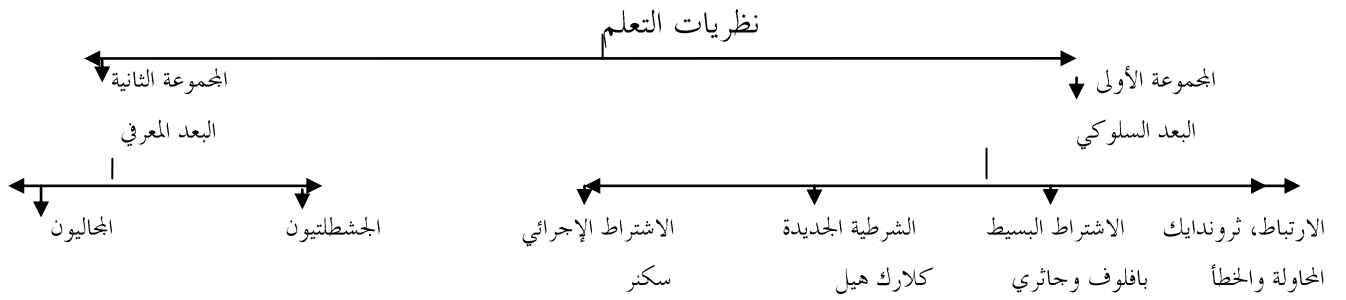 نظريات التعلم
المجموعة الأولى
المجموعة الثانية
البعد السلوكي
البعد المعرفي
الارتباط، ثروندايك
المحاولة والخطأ
الاشتراط البسيط
بافلوف وجاثري
الشرطية الجديدة
كلارك هيل
الاشتراط الإجرائي
سكنر
الجشطلتيون
المجاليون